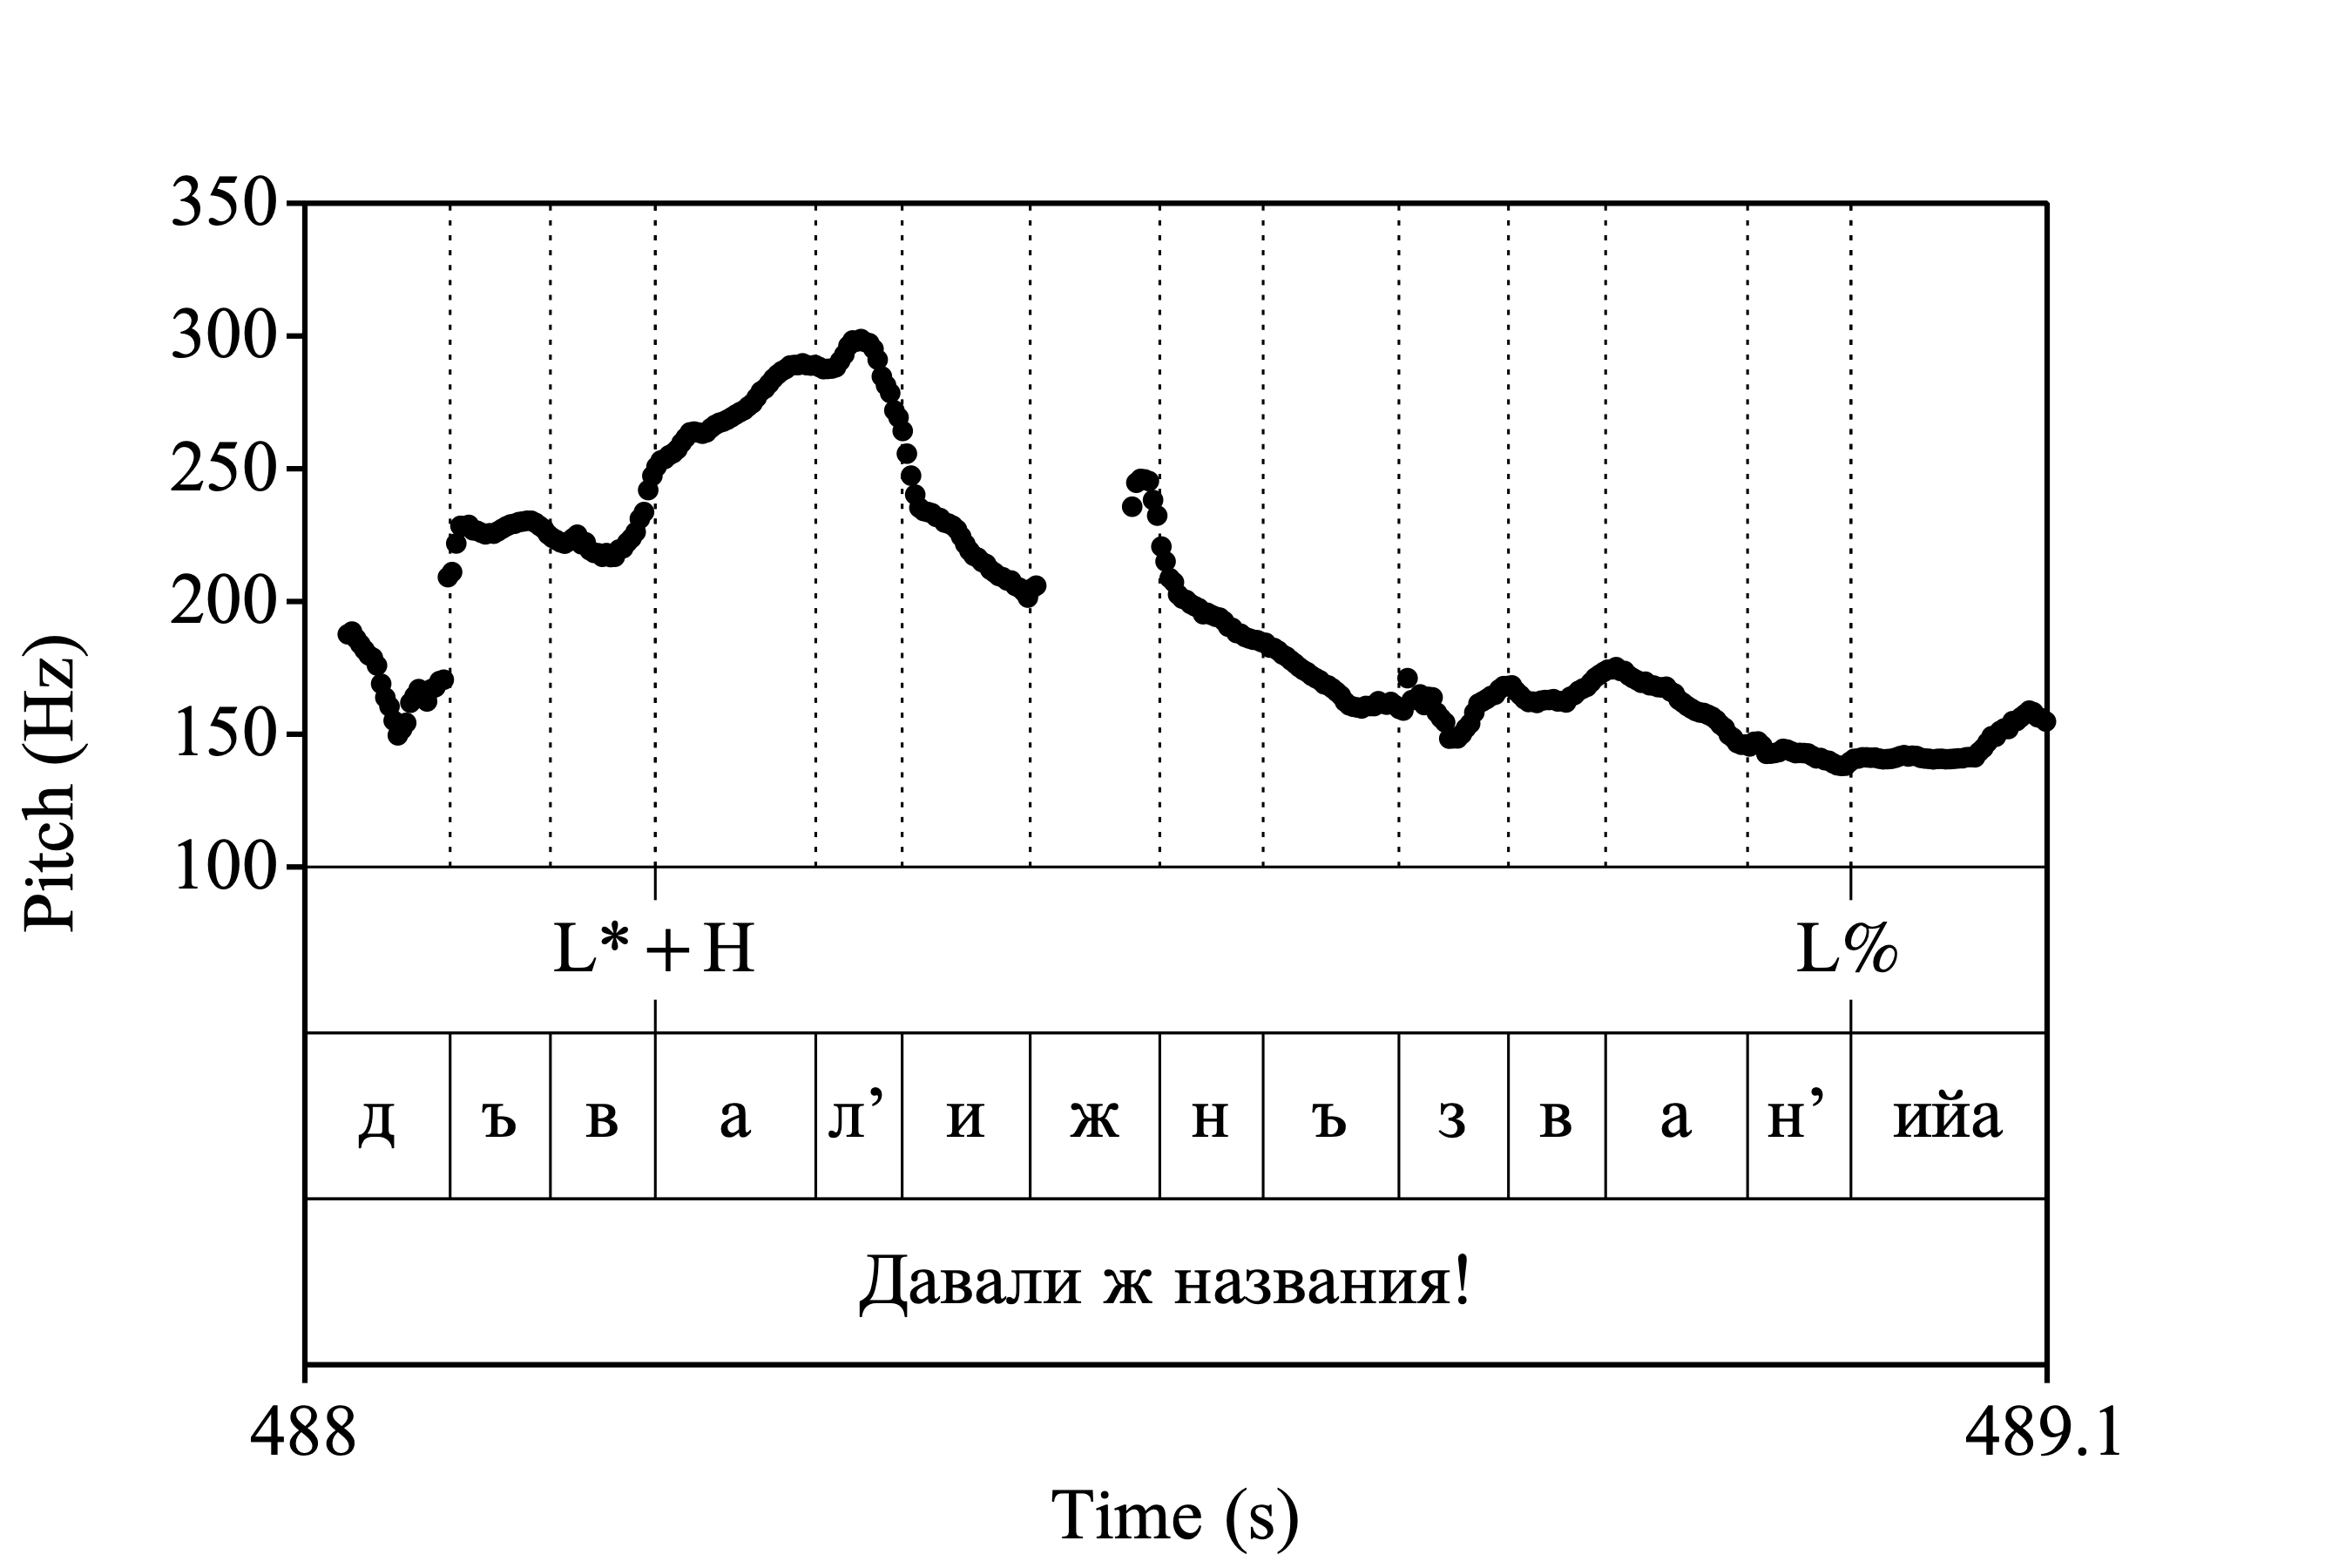 350
300
250
200
150
100
Pitch (Hz)
L*+H L%
д ъ в а л’ и ж н ъ з в а н’ ийа
Давали ж названия!
488 489.1
Time (s)